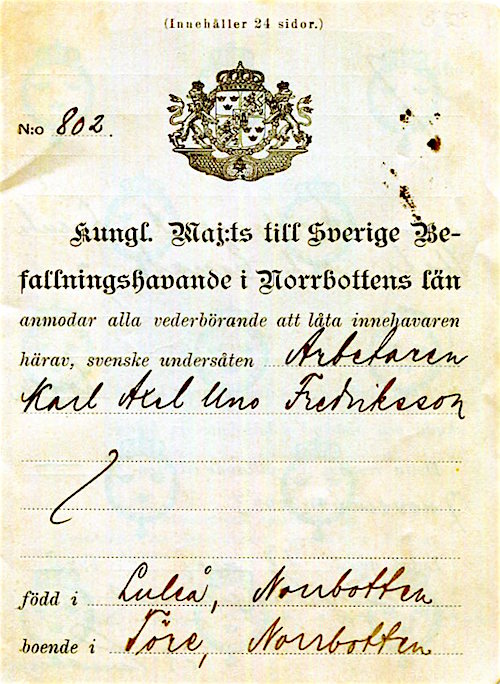 (Innehåller 24 sidor.)
N:o 802.
Kungl. Maj:ts till Sverige Be-
fallningshavande i Norrbottens län
anmodar alla vederbörande att låta innehavaren
härav, svenske undersåten Arbetaren
Karl Axel Uno Fredriksson
född i Luleå, Norrbotten
boende i Töre, Norrbotten